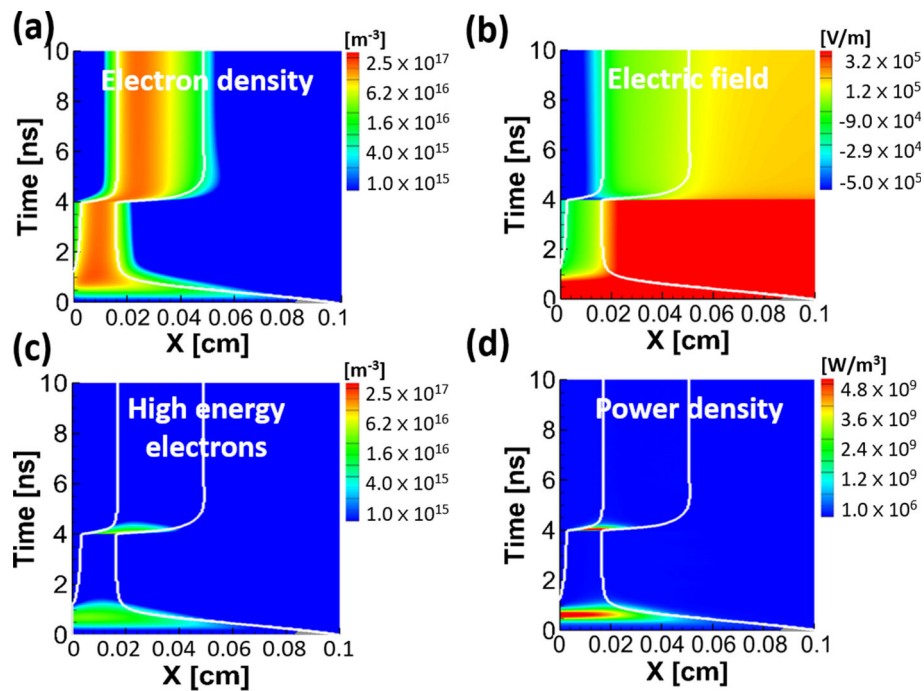 (a)
Electron density
[m⁻³]
2.5 x 10¹⁷
6.2 x 10¹⁶
1.6 x 10¹⁶
4.0 x 10¹⁵
1.0 x 10¹⁵
Time [ns]
10
8
6
4
2
0
0 0.02 0.04 0.06 0.08 0.1
X [cm]
(b)
Electric field
[V/m]
3.2 x 10⁵
1.2 x 10⁵
-9.0 x 10⁴
-2.9 x 10⁴
-5.0 x 10⁵
Time [ns]
10
8
6
4
2
0
0 0.02 0.04 0.06 0.08 0.1
X [cm]
(c)
High energy
electrons
[m⁻³]
2.5 x 10¹⁷
6.2 x 10¹⁶
1.6 x 10¹⁶
4.0 x 10¹⁵
1.0 x 10¹⁵
Time [ns]
10
8
6
4
2
0
0 0.02 0.04 0.06 0.08 0.1
X [cm]
(d)
Power density
[W/m³]
4.8 x 10⁹
3.6 x 10⁹
2.4 x 10⁹
1.2 x 10⁹
1.0 x 10⁶
Time [ns]
10
8
6
4
2
0
0 0.02 0.04 0.06 0.08 0.1
X [cm]